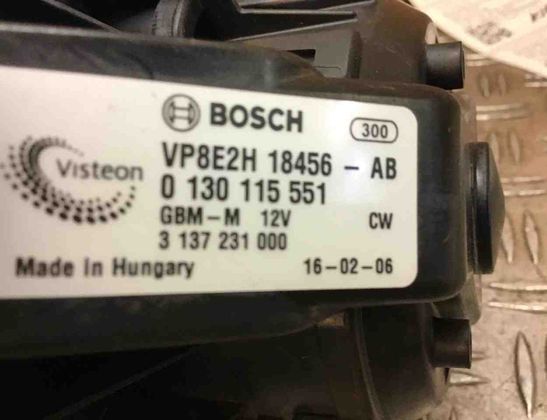 BOSCH
300
Visteon
VP8E2H 18456 - AB
0 130 115 551
GBM-M 12V CW
3 137 231 000
Made in Hungary 16-02-06